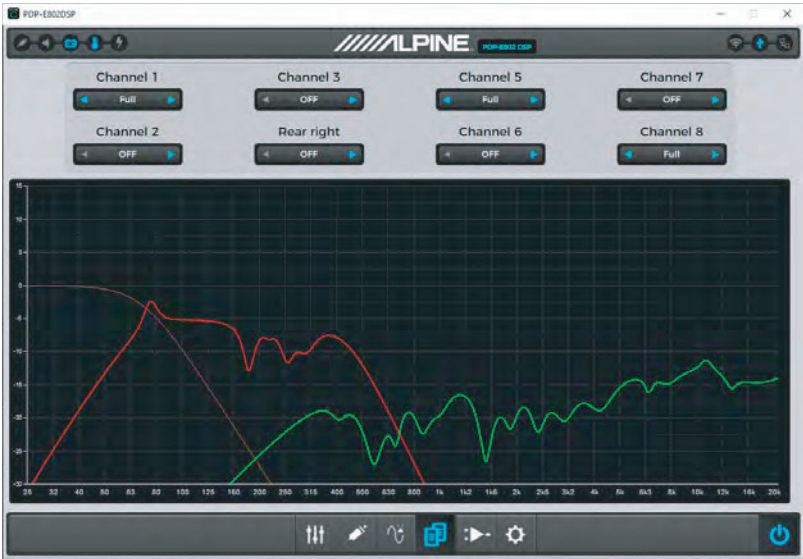 PDP-E802DSP
/////ALPINE PDP-E802 DSP
Channel 1 Channel 3 Channel 5 Channel 7
Full OFF Full OFF
Channel 2 Rear right Channel 6 Channel 8
OFF OFF OFF Full
15
10
5
0
-5
-10
-15
-20
-25
-30
25 32 40 50 63 80 100 125 160 200 250 315 400 500 630 800 1k 1k2 1k6 2k 2k5 3k2 4k 5k 6k3 8k 10k 12k 16k 20k